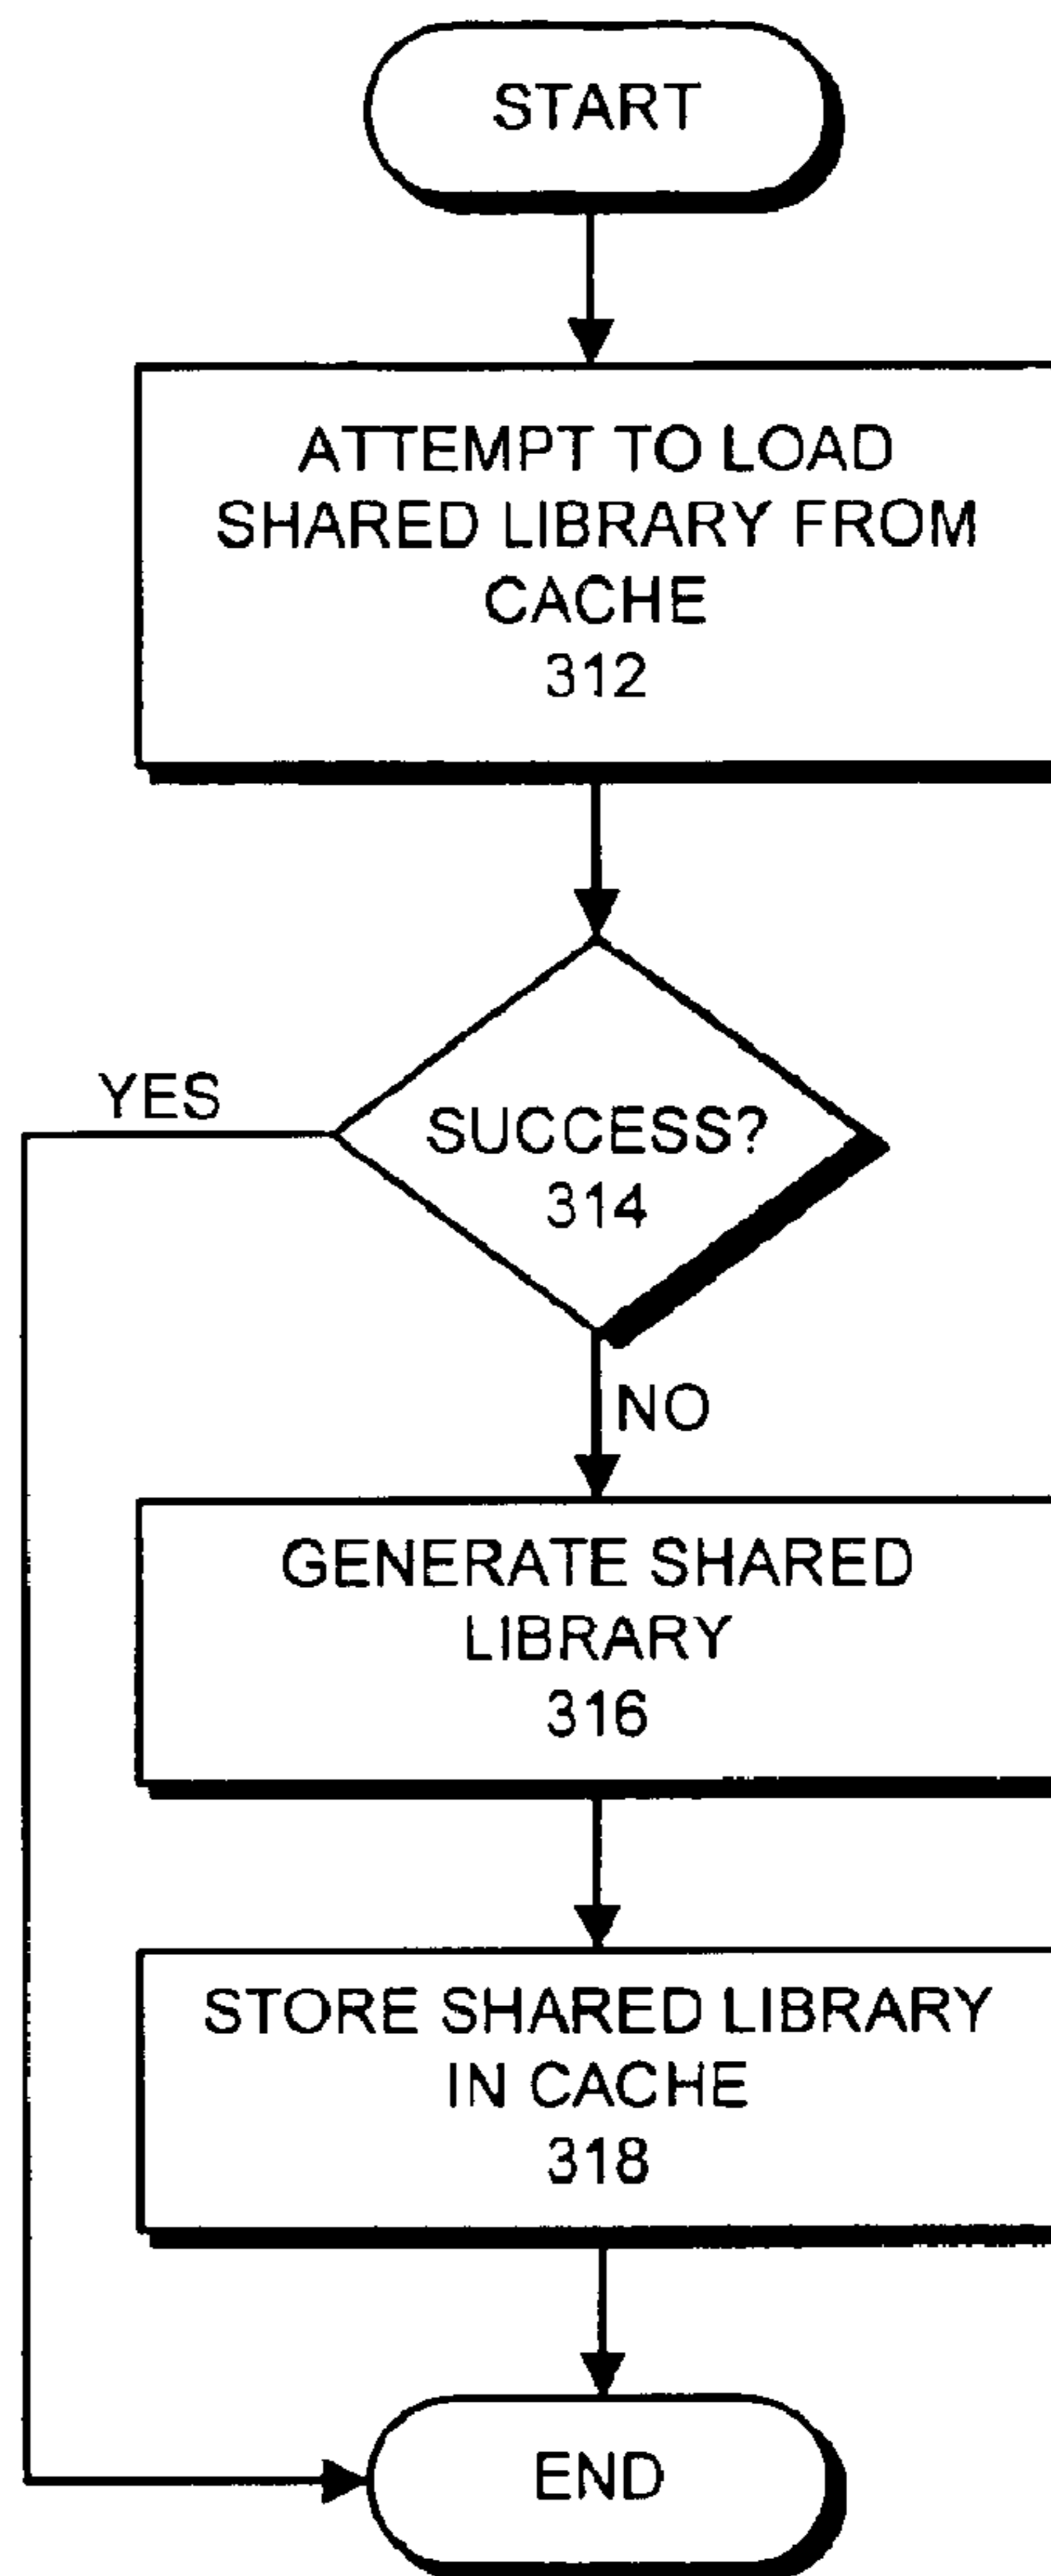 START
ATTEMPT TO LOAD
SHARED LIBRARY FROM
CACHE
312
YES
SUCCESS?
314
NO
GENERATE SHARED
LIBRARY
316
STORE SHARED LIBRARY
IN CACHE
318
END